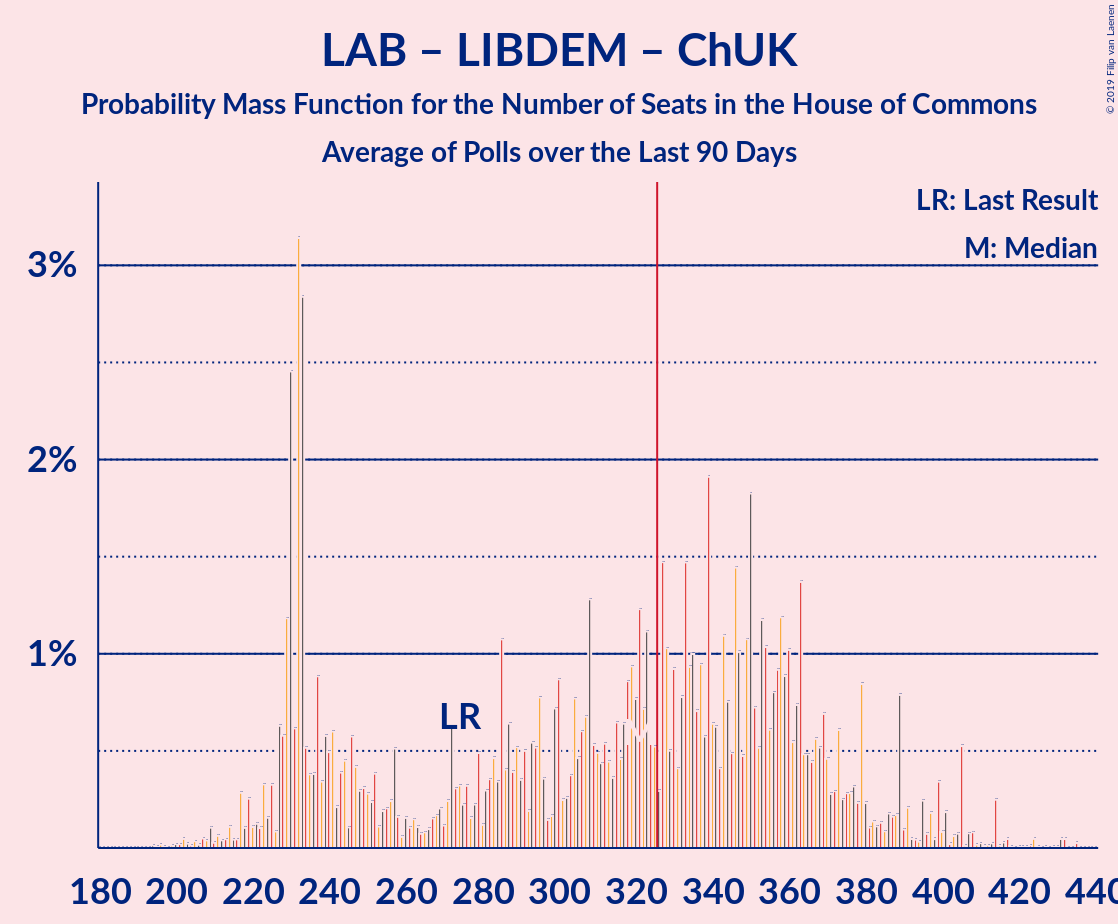 LAB – LIBDEM – ChUK
Probability Mass Function for the Number of Seats in the House of Commons
Average of Polls over the Last 90 Days
© 2019 Filip van Laenen
LR: Last Result
M: Median
3%
2%
1%
LR
M
180 200 220 240 260 280 300 320 340 360 380 400 420 440